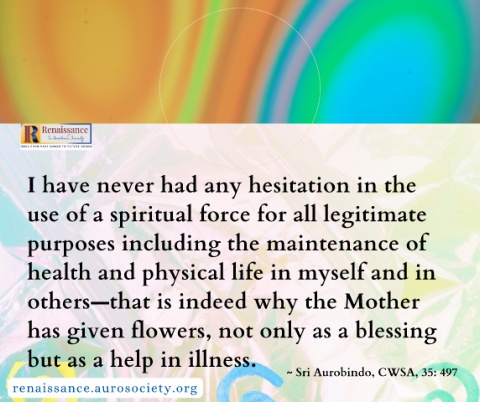 Renaissance
I have never had any hesitation in the
use of a spiritual force for all legitimate
purposes including the maintenance of
health and physical life in myself and in
others—that is indeed why the Mother
has given flowers, not only as a blessing
but as a help in illness.
~ Sri Aurobindo, CWSA, 35: 497
renaissance.aurosociety.org